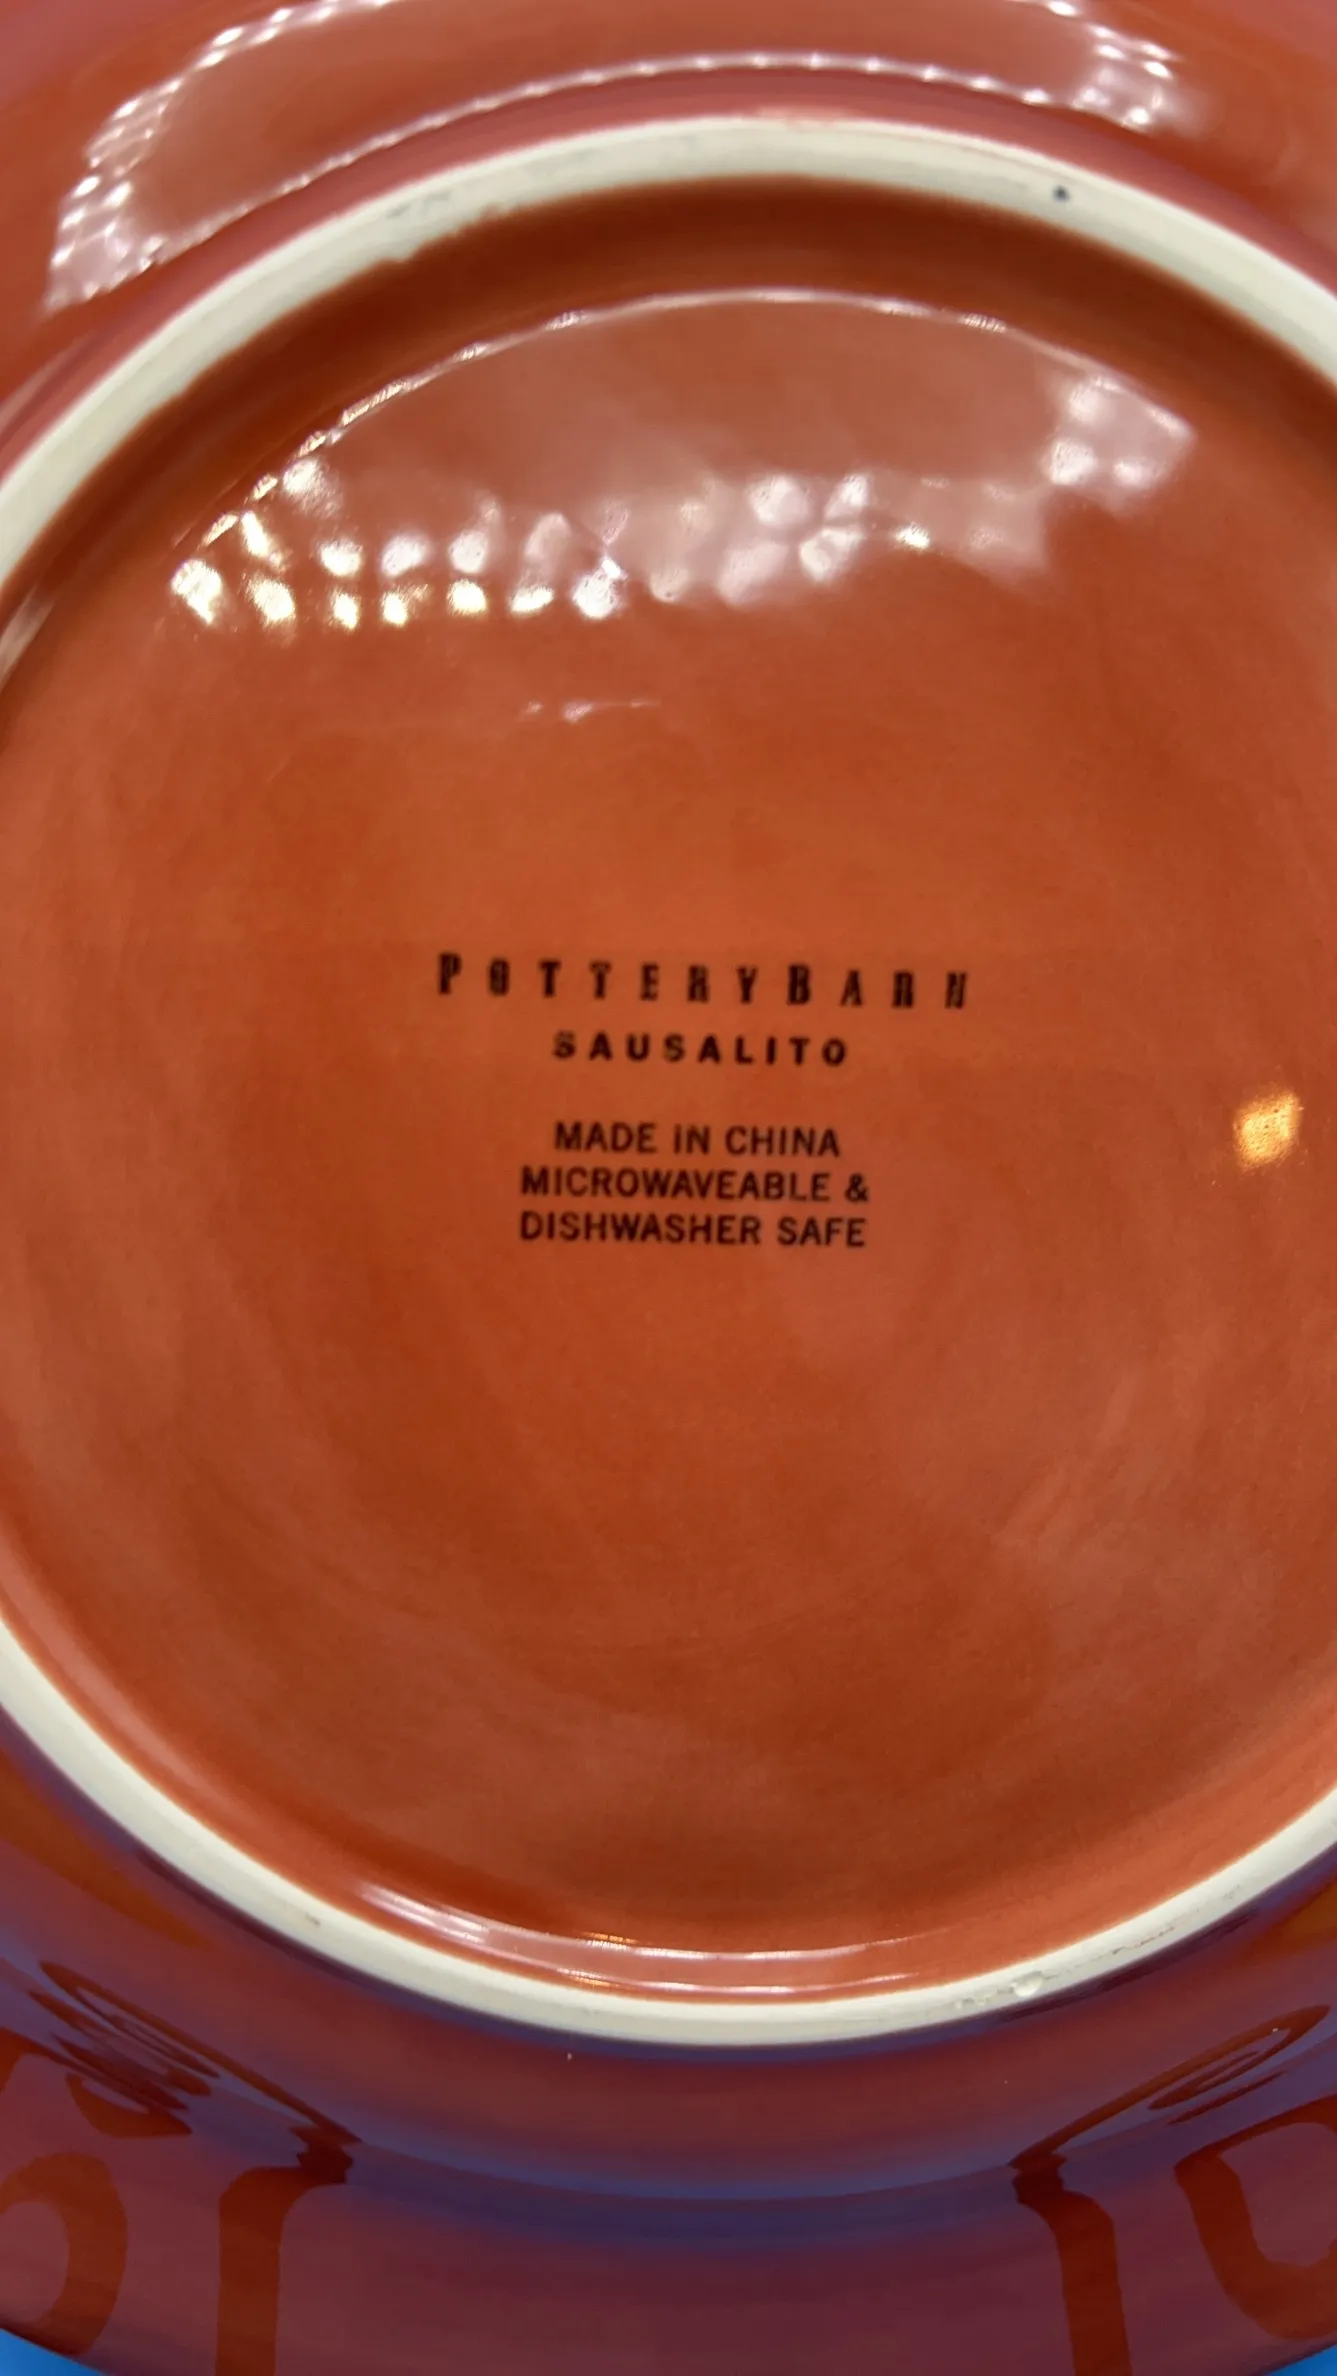 POTTERYBARN
SAUSALITO
MADE IN CHINA
MICROWAVEABLE &
DISHWASHER SAFE